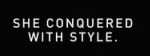 SHE CONQUERED
WITH STYLE.